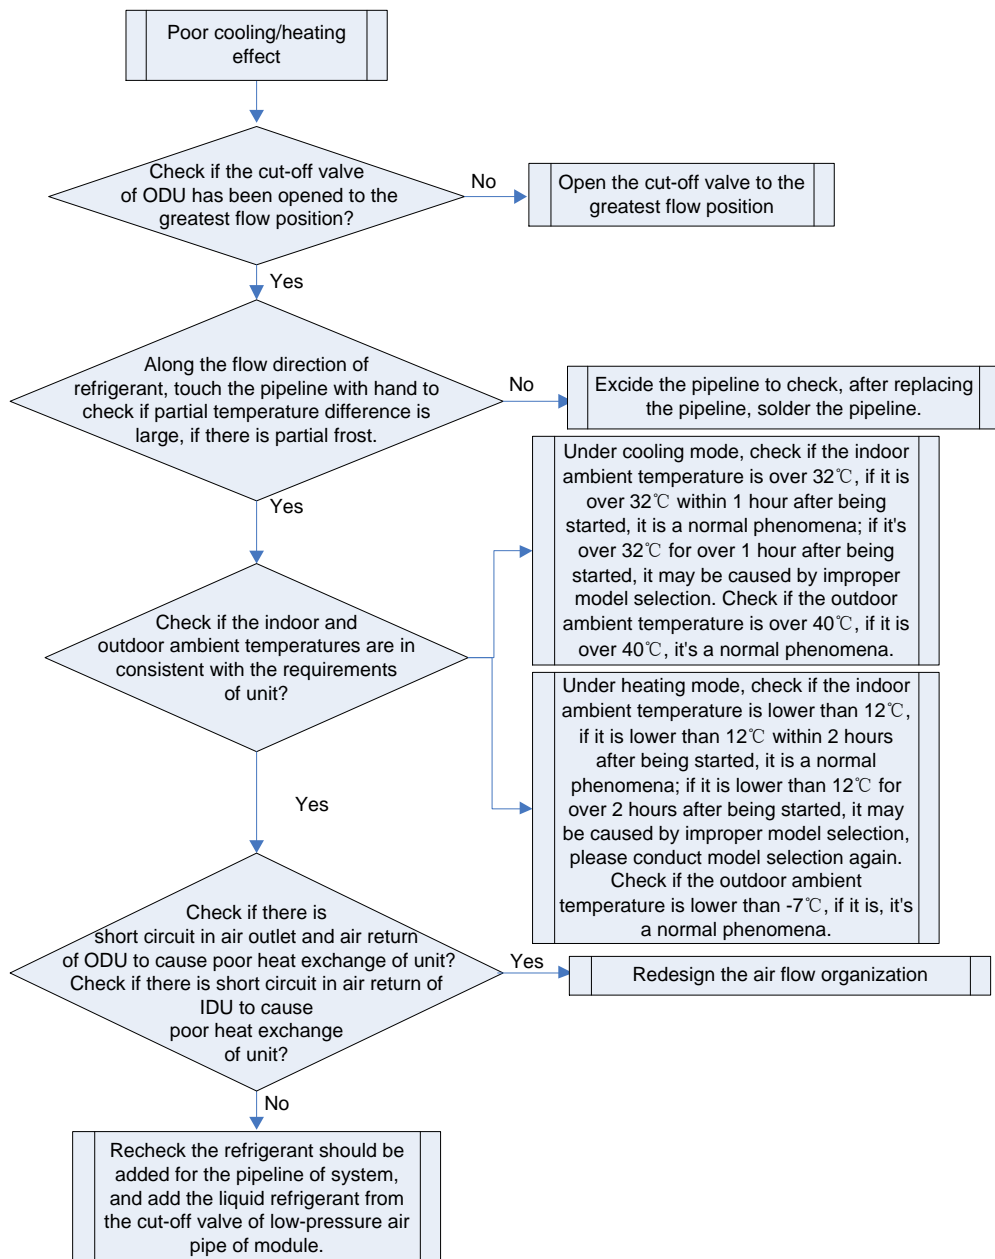 Poor cooling/heating
effect
Check if the cut-off valve
of ODU has been opened to the
greatest flow position?
No
Open the cut-off valve to the
greatest flow position
Yes
Along the flow direction of
refrigerant, touch the pipeline with hand to
check if partial temperature difference is
large, if there is partial frost.
No
Excide the pipeline to check, after replacing
the pipeline, solder the pipeline.
Yes
Check if the indoor and
outdoor ambient temperatures are in
consistent with the requirements
of unit?
Under cooling mode, check if the indoor
ambient temperature is over 32℃, if it is
over 32℃ within 1 hour after being
started, it is a normal phenomena; if it's
over 32℃ for over 1 hour after being
started, it may be caused by improper
model selection. Check if the outdoor
ambient temperature is over 40℃, if it is
over 40℃, it's a normal phenomena.
Under heating mode, check if the indoor
ambient temperature is lower than 12℃,
if it is lower than 12℃ within 2 hours
after being started, it is a normal
phenomena; if it is lower than 12℃ for
over 2 hours after being started, it may
be caused by improper model selection,
please conduct model selection again.
Check if the outdoor ambient
temperature is lower than -7℃, if it is, it's
a normal phenomena.
Yes
Check if there is
short circuit in air outlet and air return
of ODU to cause poor heat exchange of unit?
Check if there is short circuit in air return of
IDU to cause
poor heat exchange
of unit?
Yes
Redesign the air flow organization
No
Recheck the refrigerant should be
added for the pipeline of system,
and add the liquid refrigerant from
the cut-off valve of low-pressure air
pipe of module.